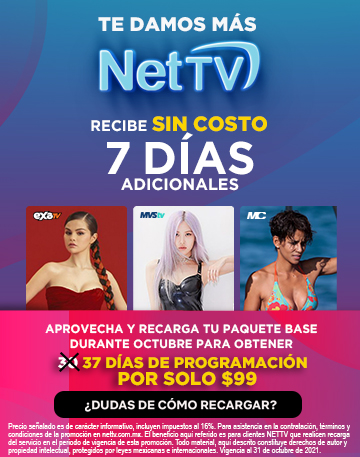 TE DAMOS MÁS
NetTV
RECIBE SIN COSTO
7 DÍAS
ADICIONALES
exatv
MVStv
MC
APROVECHA Y RECARGA TU PAQUETE BASE
DURANTE OCTUBRE PARA OBTENER
30 37 DÍAS DE PROGRAMACIÓN
POR SOLO $99
¿DUDAS DE CÓMO RECARGAR?
Precio señalado es de carácter informativo, incluyen impuestos al 16%. Para asistencia en la contratación, términos y
condiciones de la promoción en nettv.com.mx. El beneficio aquí referido es para clientes NETTV que realicen recarga
del servicio en el periodo de vigencia de esta promoción. Todo material, aquí descrito constituye derechos de autor y
propiedad intelectual, protegidos por leyes mexicanas e internacionales. Vigencia al 31 de octubre de 2021.